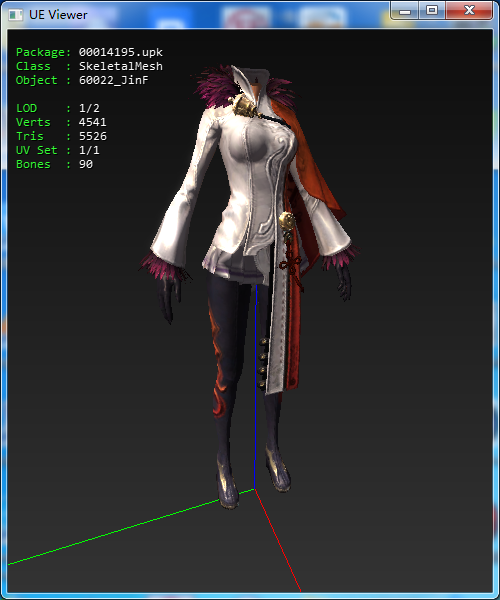 UE Viewer
Package: 00014195.upk
Class : SkeletalMesh
Object : 60022_JinF
LOD : 1/2
Verts : 4541
Tris : 5526
UV Set : 1/1
Bones : 90